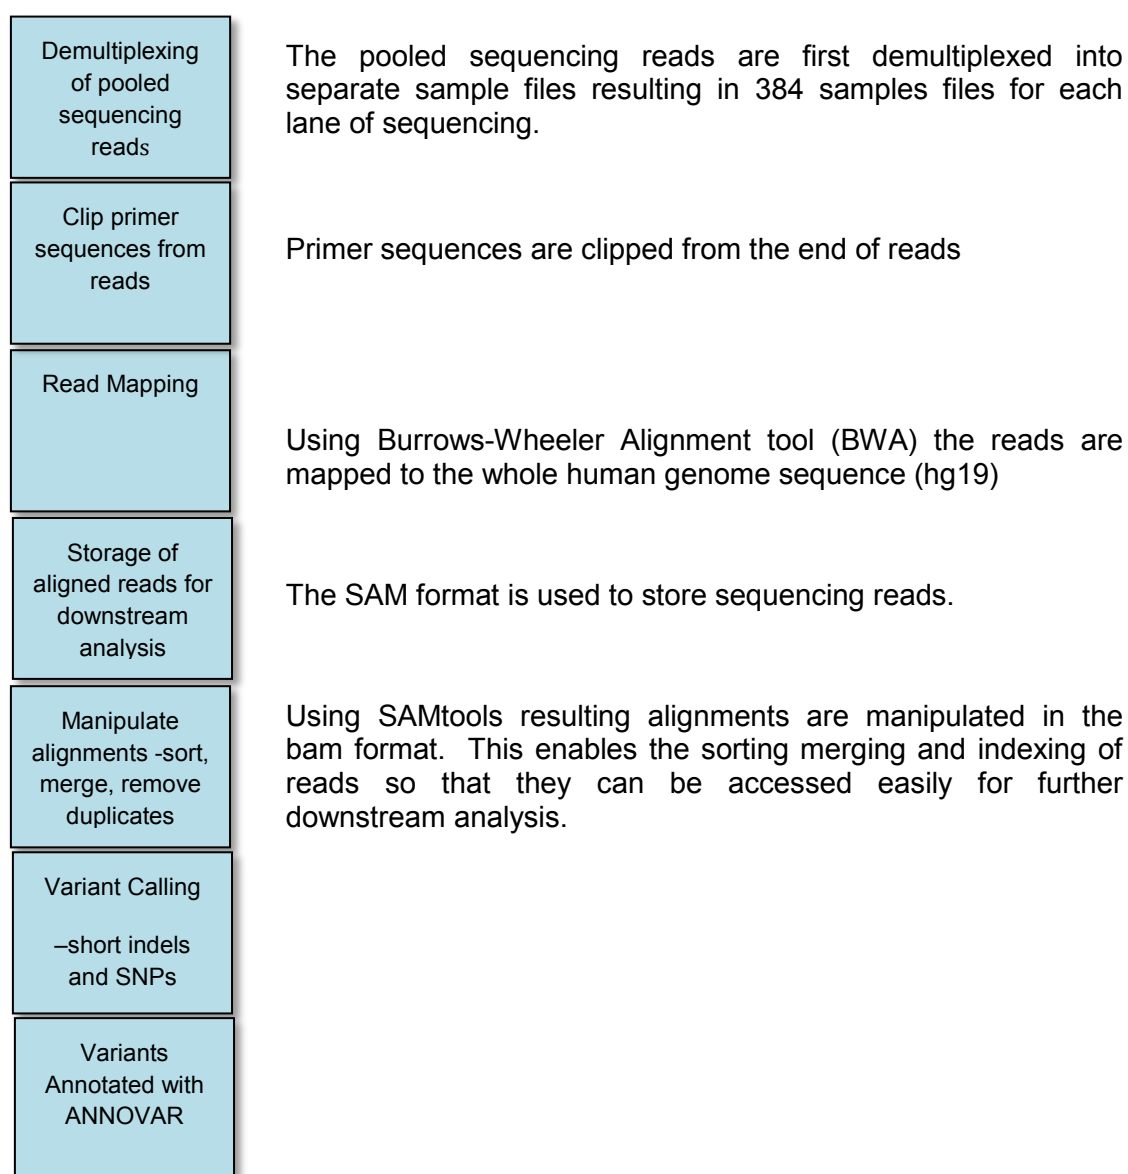 Demultiplexing
of pooled
sequencing
reads
The pooled sequencing reads are first demultiplexed into
separate sample files resulting in 384 samples files for each
lane of sequencing.
Clip primer
sequences from
reads
Primer sequences are clipped from the end of reads
Read Mapping
Using Burrows-Wheeler Alignment tool (BWA) the reads are
mapped to the whole human genome sequence (hg19)
Storage of
aligned reads for
downstream
analysis
The SAM format is used to store sequencing reads.
Manipulate
alignments -sort,
merge, remove
duplicates
Using SAMtools resulting alignments are manipulated in the
bam format. This enables the sorting merging and indexing of
reads so that they can be accessed easily for further
downstream analysis.
Variant Calling
–short indels
and SNPs
Variants
Annotated with
ANNOVAR